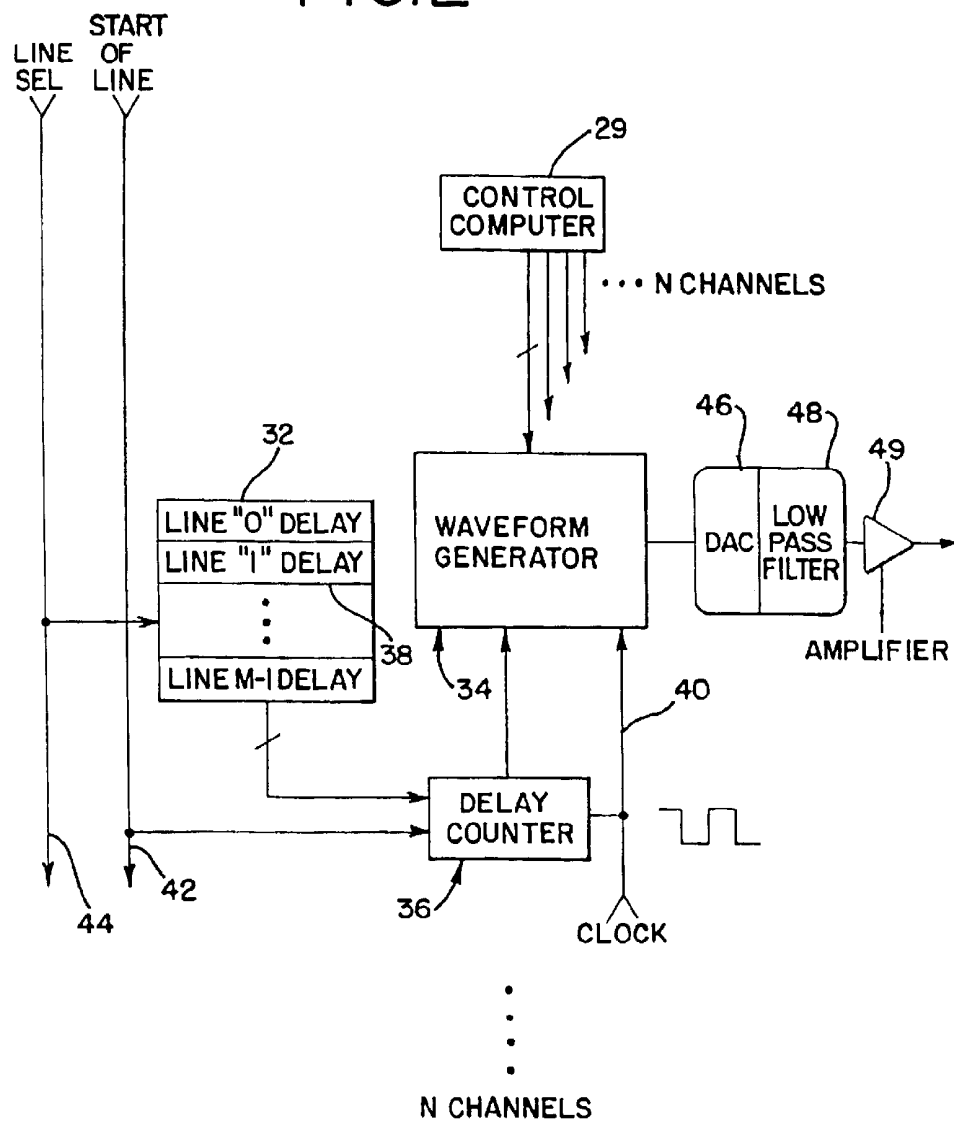 FIG.2
LINE
SEL
START
OF
LINE
29
CONTROL
COMPUTER
••• N CHANNELS
32
LINE "0" DELAY
LINE "1" DELAY
38
LINE M-1 DELAY
WAVEFORM
GENERATOR
34
46
48
49
DAC
LOW
PASS
FILTER
AMPLIFIER
40
DELAY
COUNTER
36
42
44
CLOCK
N CHANNELS